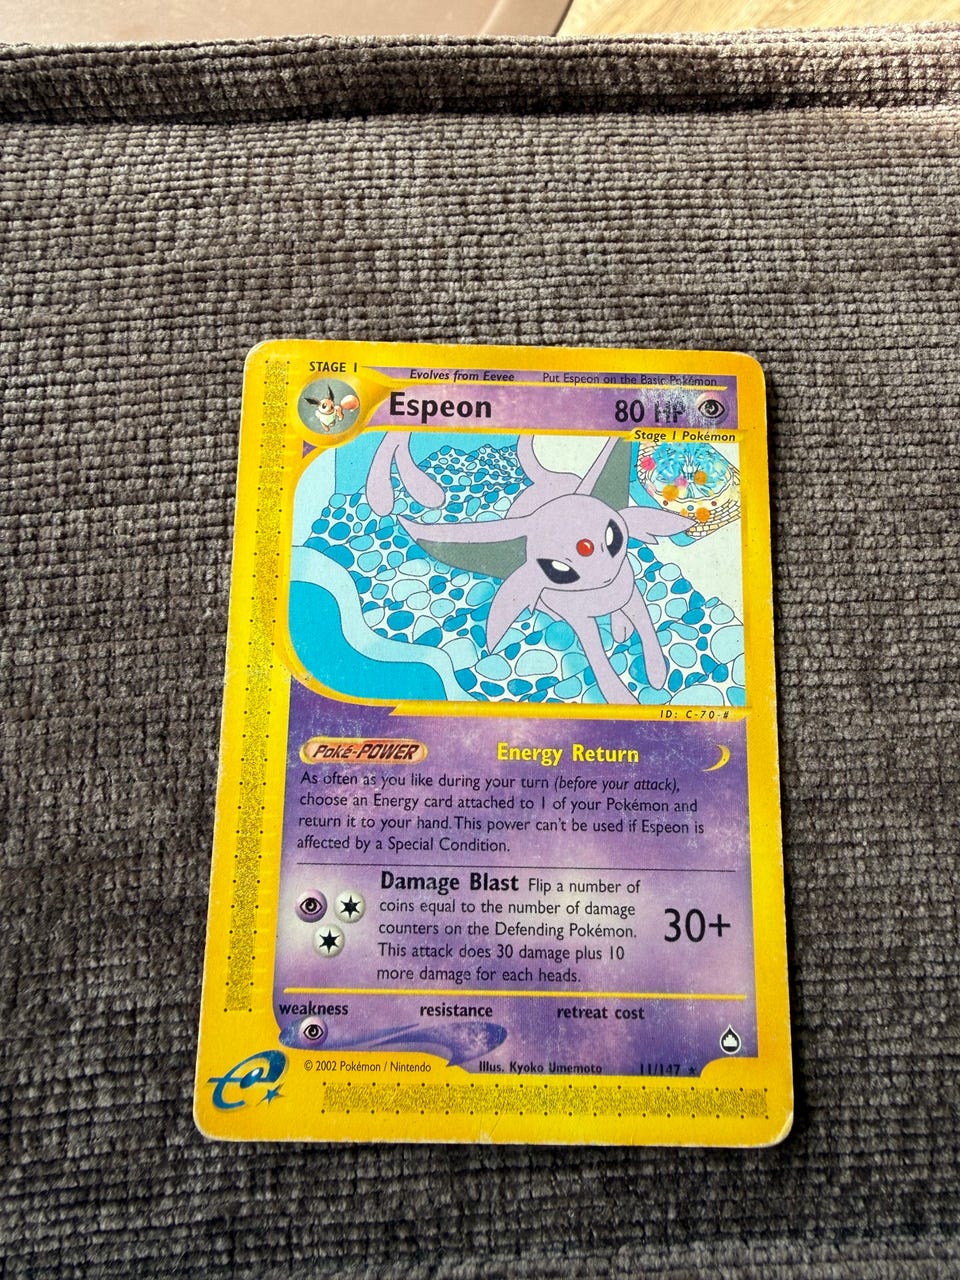 STAGE 1
Evolves from Eevee Put Espeon on the Basic Pokémon
Espeon 80 HP
Stage 1 Pokémon
ID: C-70-#
Poké-POWER Energy Return
As often as you like during your turn (before your attack),
choose an Energy card attached to 1 of your Pokémon and
return it to your hand. This power can't be used if Espeon is
affected by a Special Condition.
Damage Blast Flip a number of
coins equal to the number of damage
counters on the Defending Pokémon.
This attack does 30 damage plus 10
more damage for each heads.
30+
weakness resistance retreat cost
© 2002 Pokémon / Nintendo Illus. Kyoko Umemoto 11/147 ★
e